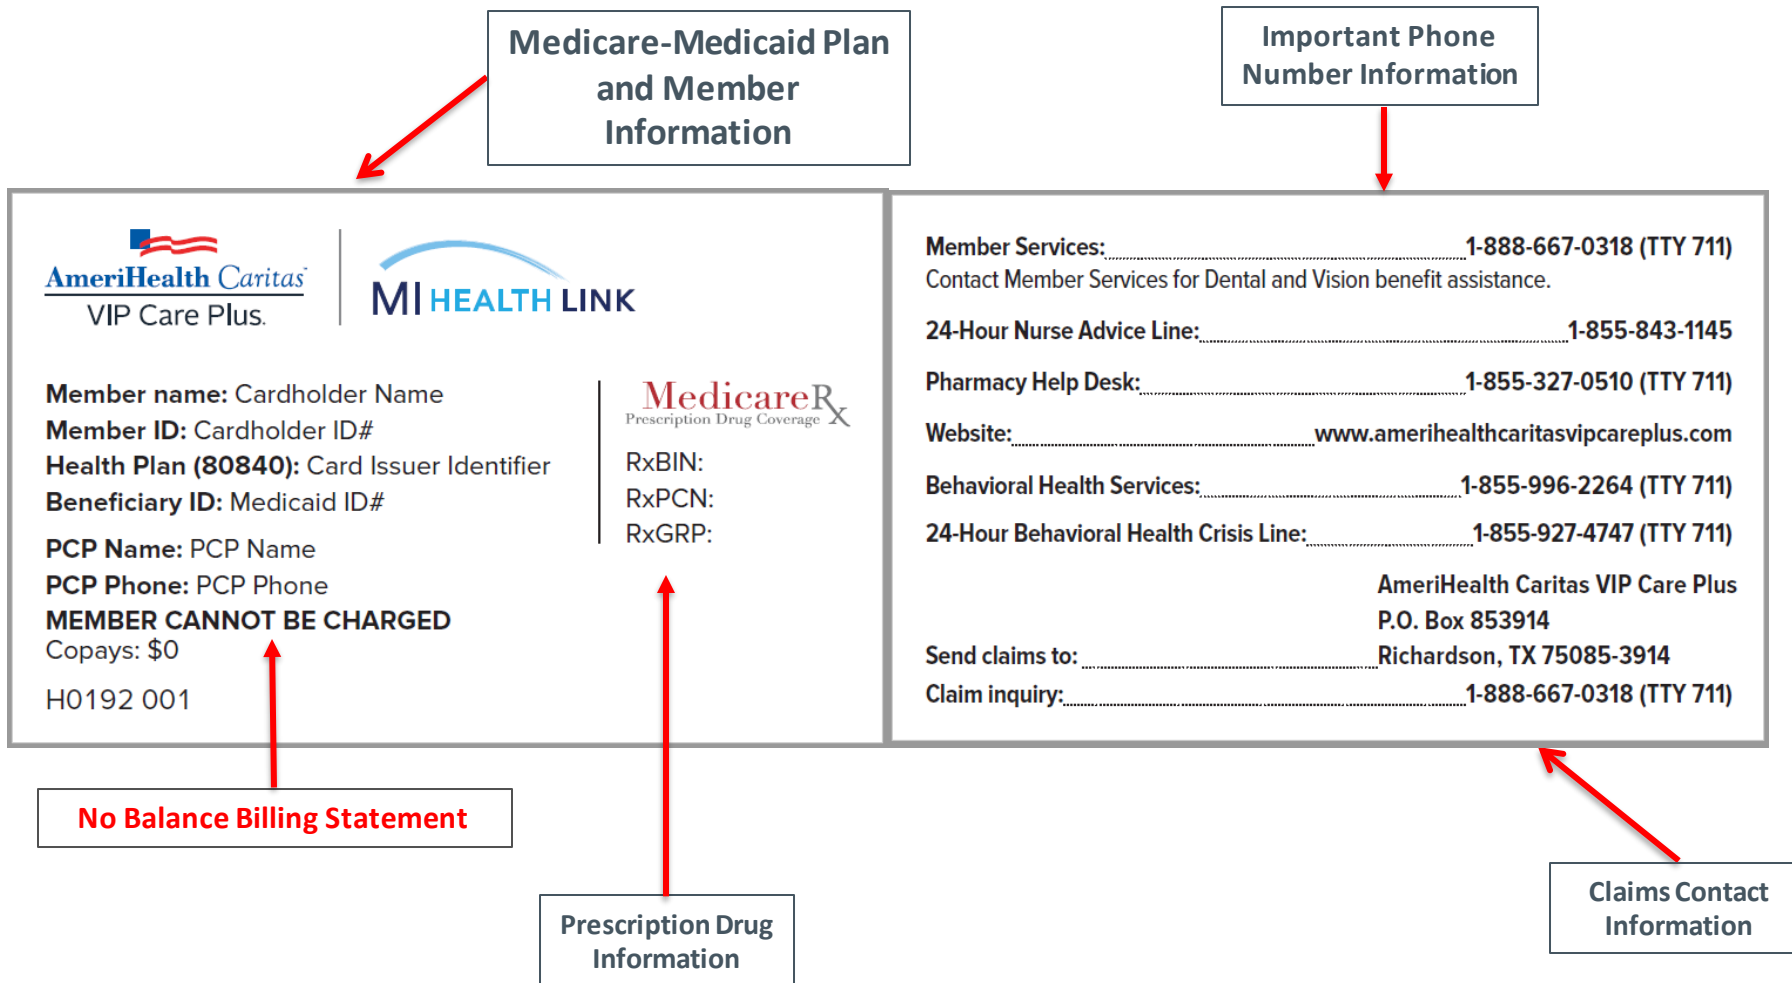 Medicare-Medicaid Plan
and Member
Information
Important Phone
Number Information
AmeriHealth Caritas
VIP Care Plus.
MI HEALTH LINK
Member name: Cardholder Name
Member ID: Cardholder ID#
Health Plan (80840): Card Issuer Identifier
Beneficiary ID: Medicaid ID#
PCP Name: PCP Name
PCP Phone: PCP Phone
MEMBER CANNOT BE CHARGED
Copays: $0
H0192 001
MedicareRx
Prescription Drug Coverage
RxBIN:
RxPCN:
RxGRP:
Member Services: 1-888-667-0318 (TTY 711)
Contact Member Services for Dental and Vision benefit assistance.
24-Hour Nurse Advice Line: 1-855-843-1145
Pharmacy Help Desk: 1-855-327-0510 (TTY 711)
Website: www.amerihealthcaritasvipcareplus.com
Behavioral Health Services: 1-855-996-2264 (TTY 711)
24-Hour Behavioral Health Crisis Line: 1-855-927-4747 (TTY 711)
AmeriHealth Caritas VIP Care Plus
P.O. Box 853914
Send claims to: Richardson, TX 75085-3914
Claim inquiry: 1-888-667-0318 (TTY 711)
No Balance Billing Statement
Prescription Drug
Information
Claims Contact
Information